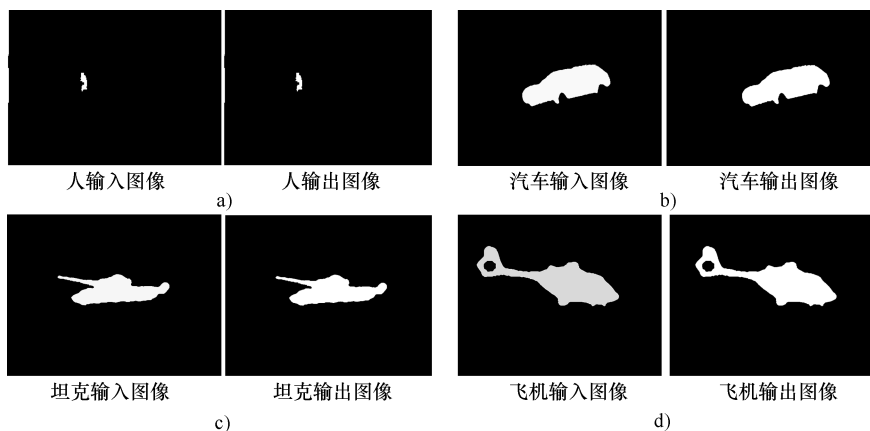 人输入图像
人输出图像
a)
汽车输入图像
汽车输出图像
b)
坦克输入图像
坦克输出图像
c)
飞机输入图像
飞机输出图像
d)